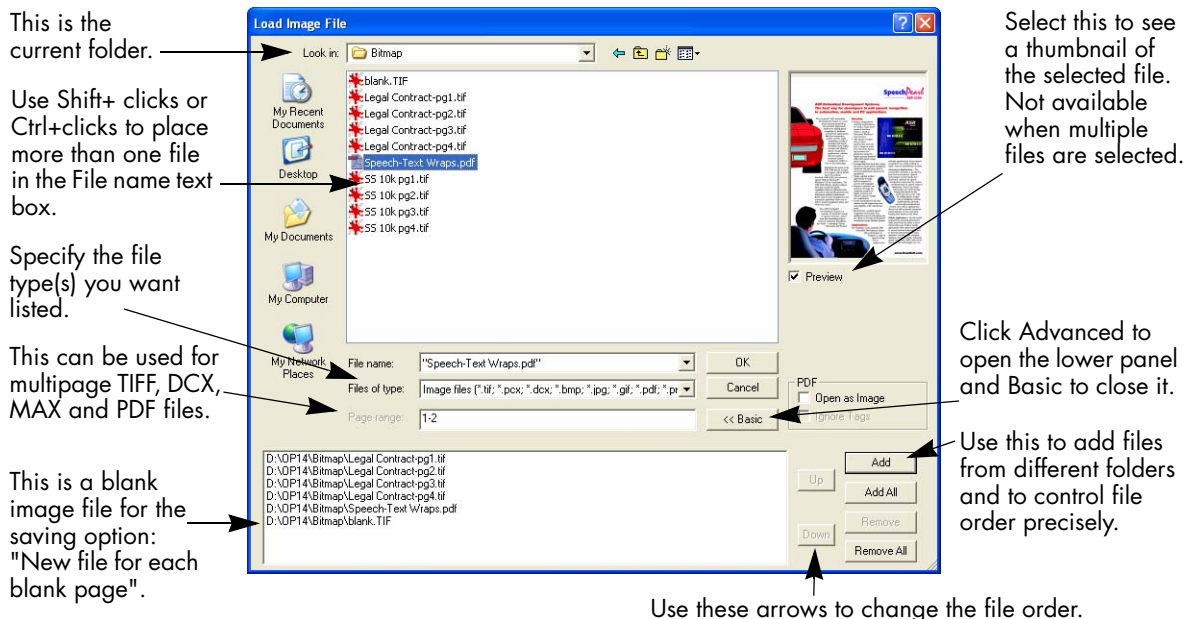 This is the
current folder.
Use Shift+ clicks or
Ctrl+clicks to place
more than one file
in the File name text
box.
Specify the file
type(s) you want
listed.
This can be used for
multipage TIFF, DCX,
MAX and PDF files.
This is a blank
image file for the
saving option:
"New file for each
blank page".
Load Image File
Look in:
Bitmap
My Recent
Documents
Desktop
My Documents
My Computer
My Network
Places
blank.TIF
Legal Contract-pg1.tif
Legal Contract-pg2.tif
Legal Contract-pg3.tif
Legal Contract-pg4.tif
Speech-Text Wraps.pdf
SS 10k pg1.tif
SS 10k pg2.tif
SS 10k pg3.tif
SS 10k pg4.tif
SpeechPearl
Preview
File name:
"Speech-Text Wraps.pdf"
OK
Files of type:
Image files (*.tif; *.pcx; *.dcx; *.bmp; *.jpg; *.gif; *.pdf; *.pr
Cancel
Page range:
1-2
<< Basic
PDF
Open as Image
Ignore Tags
D:\OP14\Bitmap\Legal Contract-pg1.tif
D:\OP14\Bitmap\Legal Contract-pg2.tif
D:\OP14\Bitmap\Legal Contract-pg3.tif
D:\OP14\Bitmap\Legal Contract-pg4.tif
D:\OP14\Bitmap\Speech-Text Wraps.pdf
D:\OP14\Bitmap\blank.TIF
Up
Down
Add
Add All
Remove
Remove All
Select this to see
a thumbnail of
the selected file.
Not available
when multiple
files are selected.
Click Advanced to
open the lower panel
and Basic to close it.
Use this to add files
from different folders
and to control file
order precisely.
Use these arrows to change the file order.